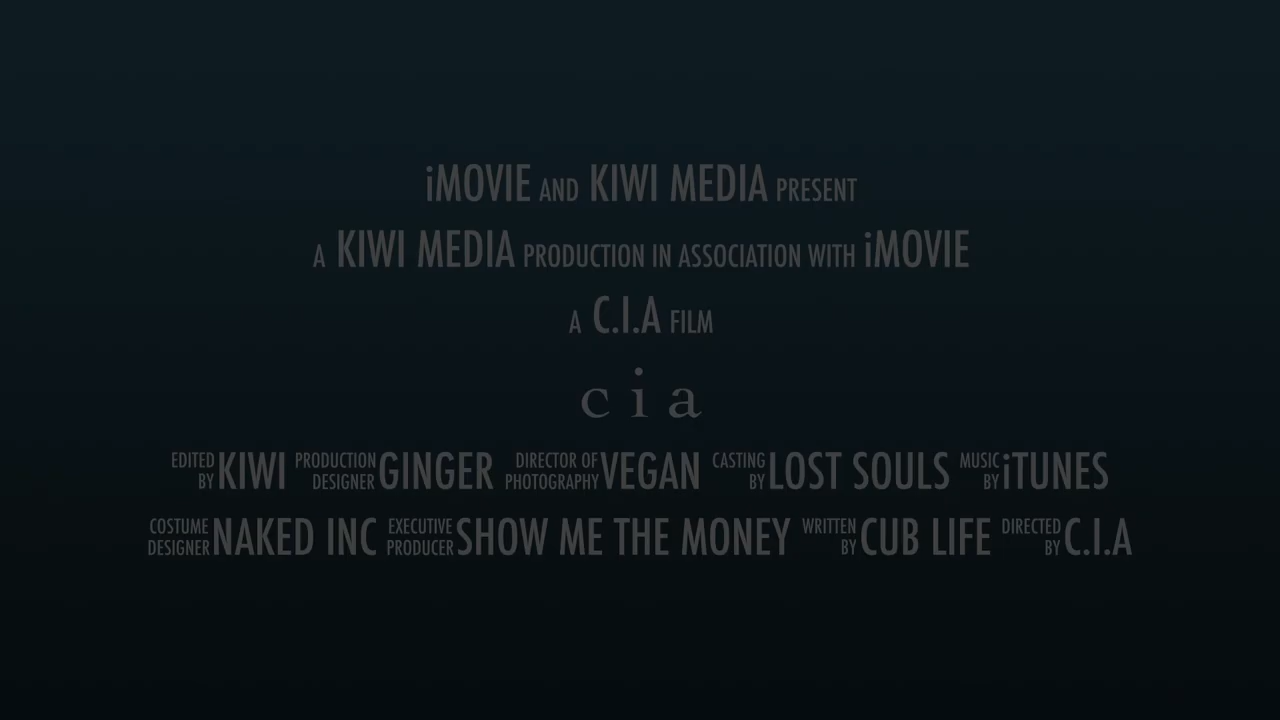 iMOVIE AND KIWI MEDIA PRESENT
A KIWI MEDIA PRODUCTION IN ASSOCIATION WITH iMOVIE
A C.I.A FILM
cia
EDITED BY KIWI PRODUCTION DESIGNER GINGER DIRECTOR OF PHOTOGRAPHY VEGAN CASTING BY LOST SOULS MUSIC BY iTUNES
COSTUME DESIGNER NAKED INC EXECUTIVE PRODUCER SHOW ME THE MONEY WRITTEN BY CUB LIFE DIRECTED BY C.I.A